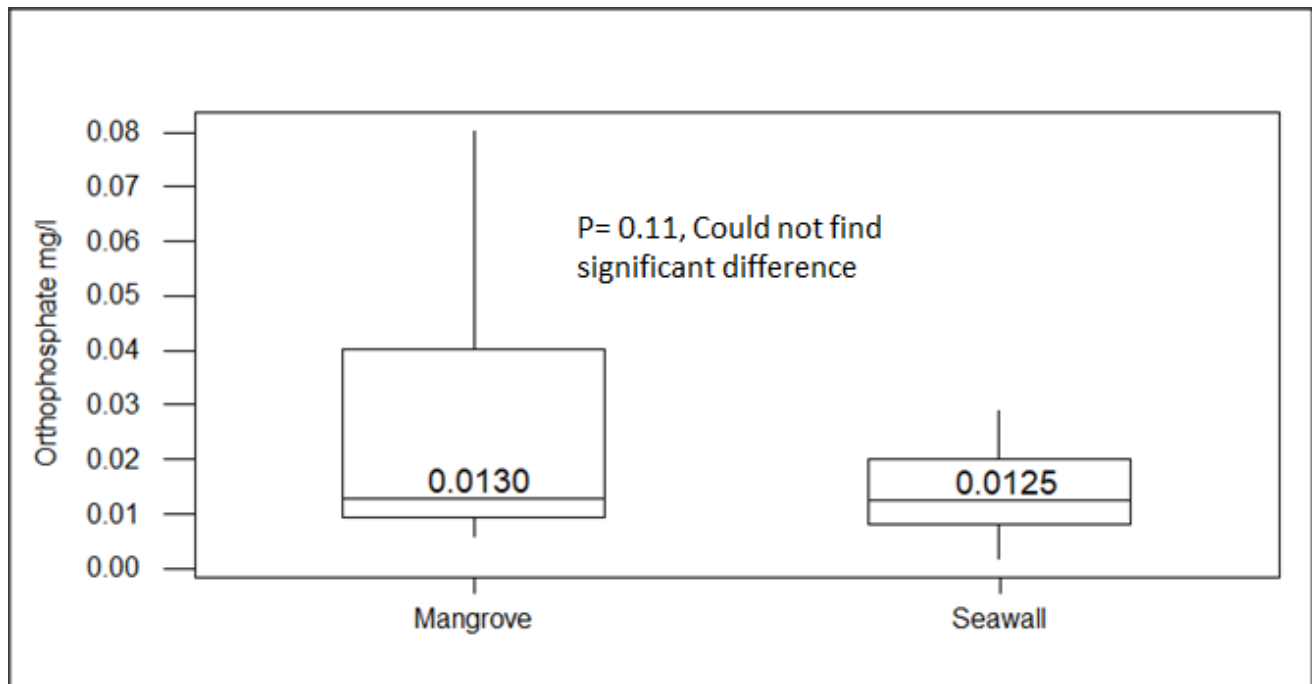 Orthophosphate mg/l
0.08
0.07
0.06
0.05
0.04
0.03
0.02
0.01
0.00
P= 0.11, Could not find
significant difference
0.0130
0.0125
Mangrove
Seawall